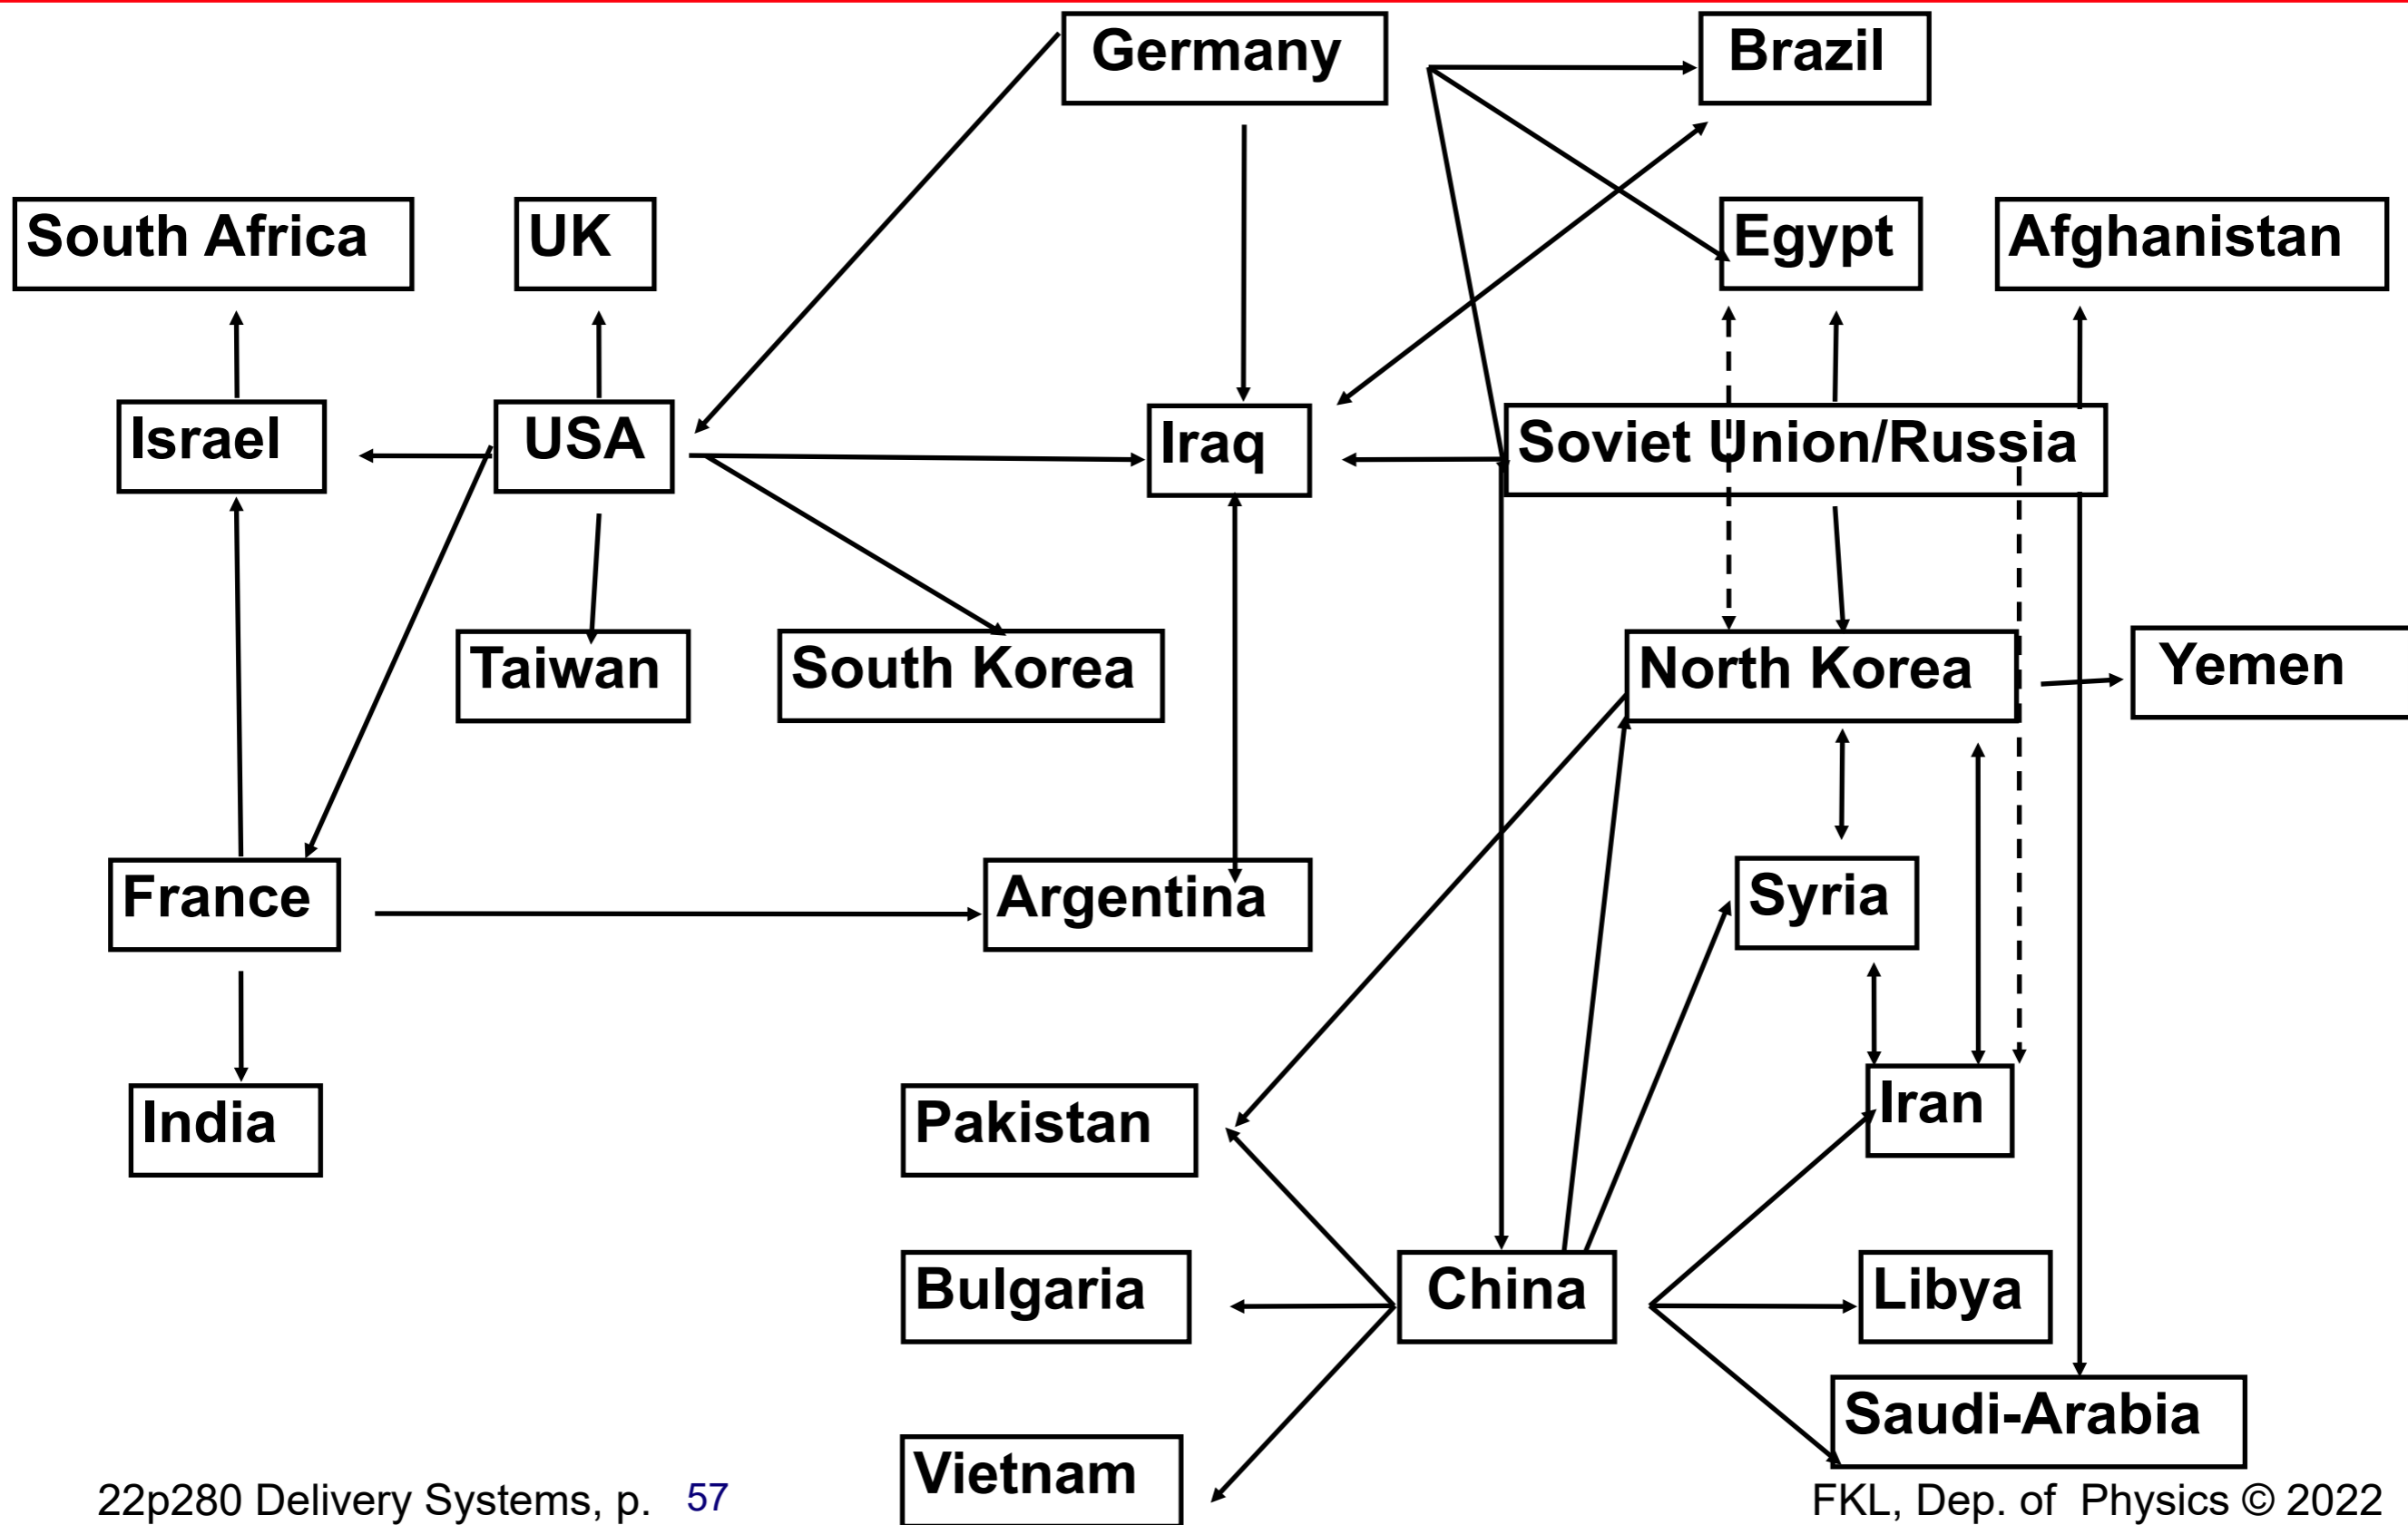 Germany
Brazil
South Africa
UK
Egypt
Afghanistan
Israel
USA
Iraq
Soviet Union/Russia
Taiwan
South Korea
North Korea
Yemen
France
Argentina
Syria
India
Pakistan
Iran
Bulgaria
China
Libya
Saudi-Arabia
Vietnam
22p280 Delivery Systems, p. 57
FKL, Dep. of Physics © 2022